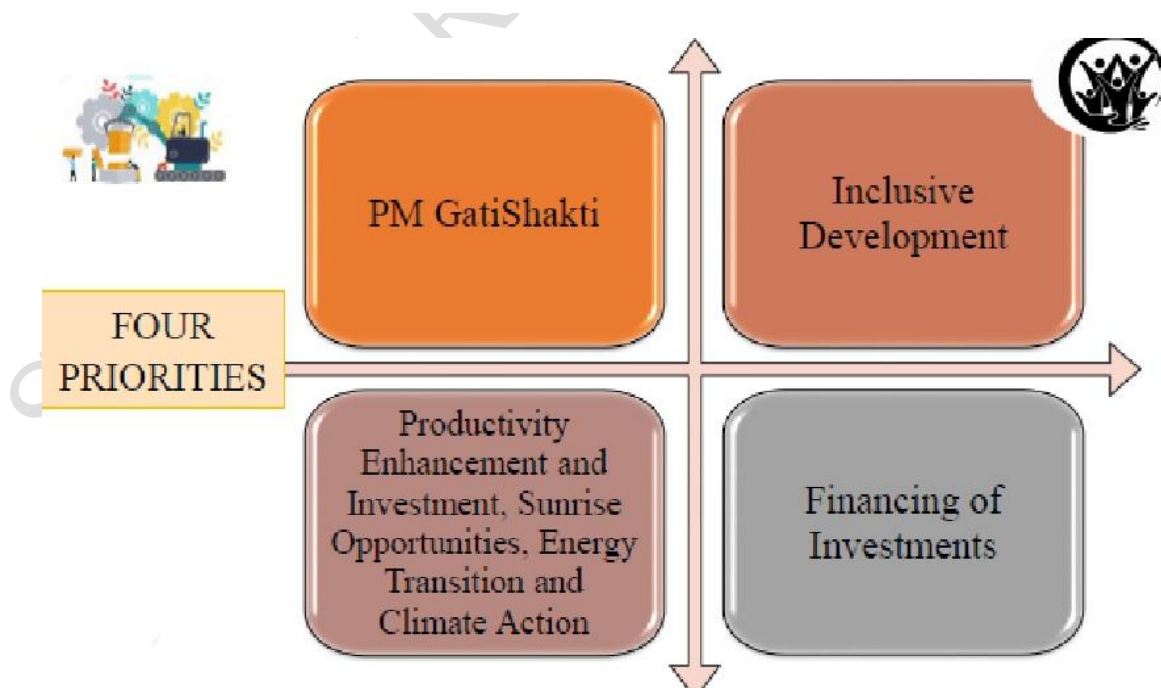 PM GatiShakti
Inclusive
Development
FOUR
PRIORITIES
Productivity
Enhancement and
Investment, Sunrise
Opportunities, Energy
Transition and
Climate Action
Financing of
Investments